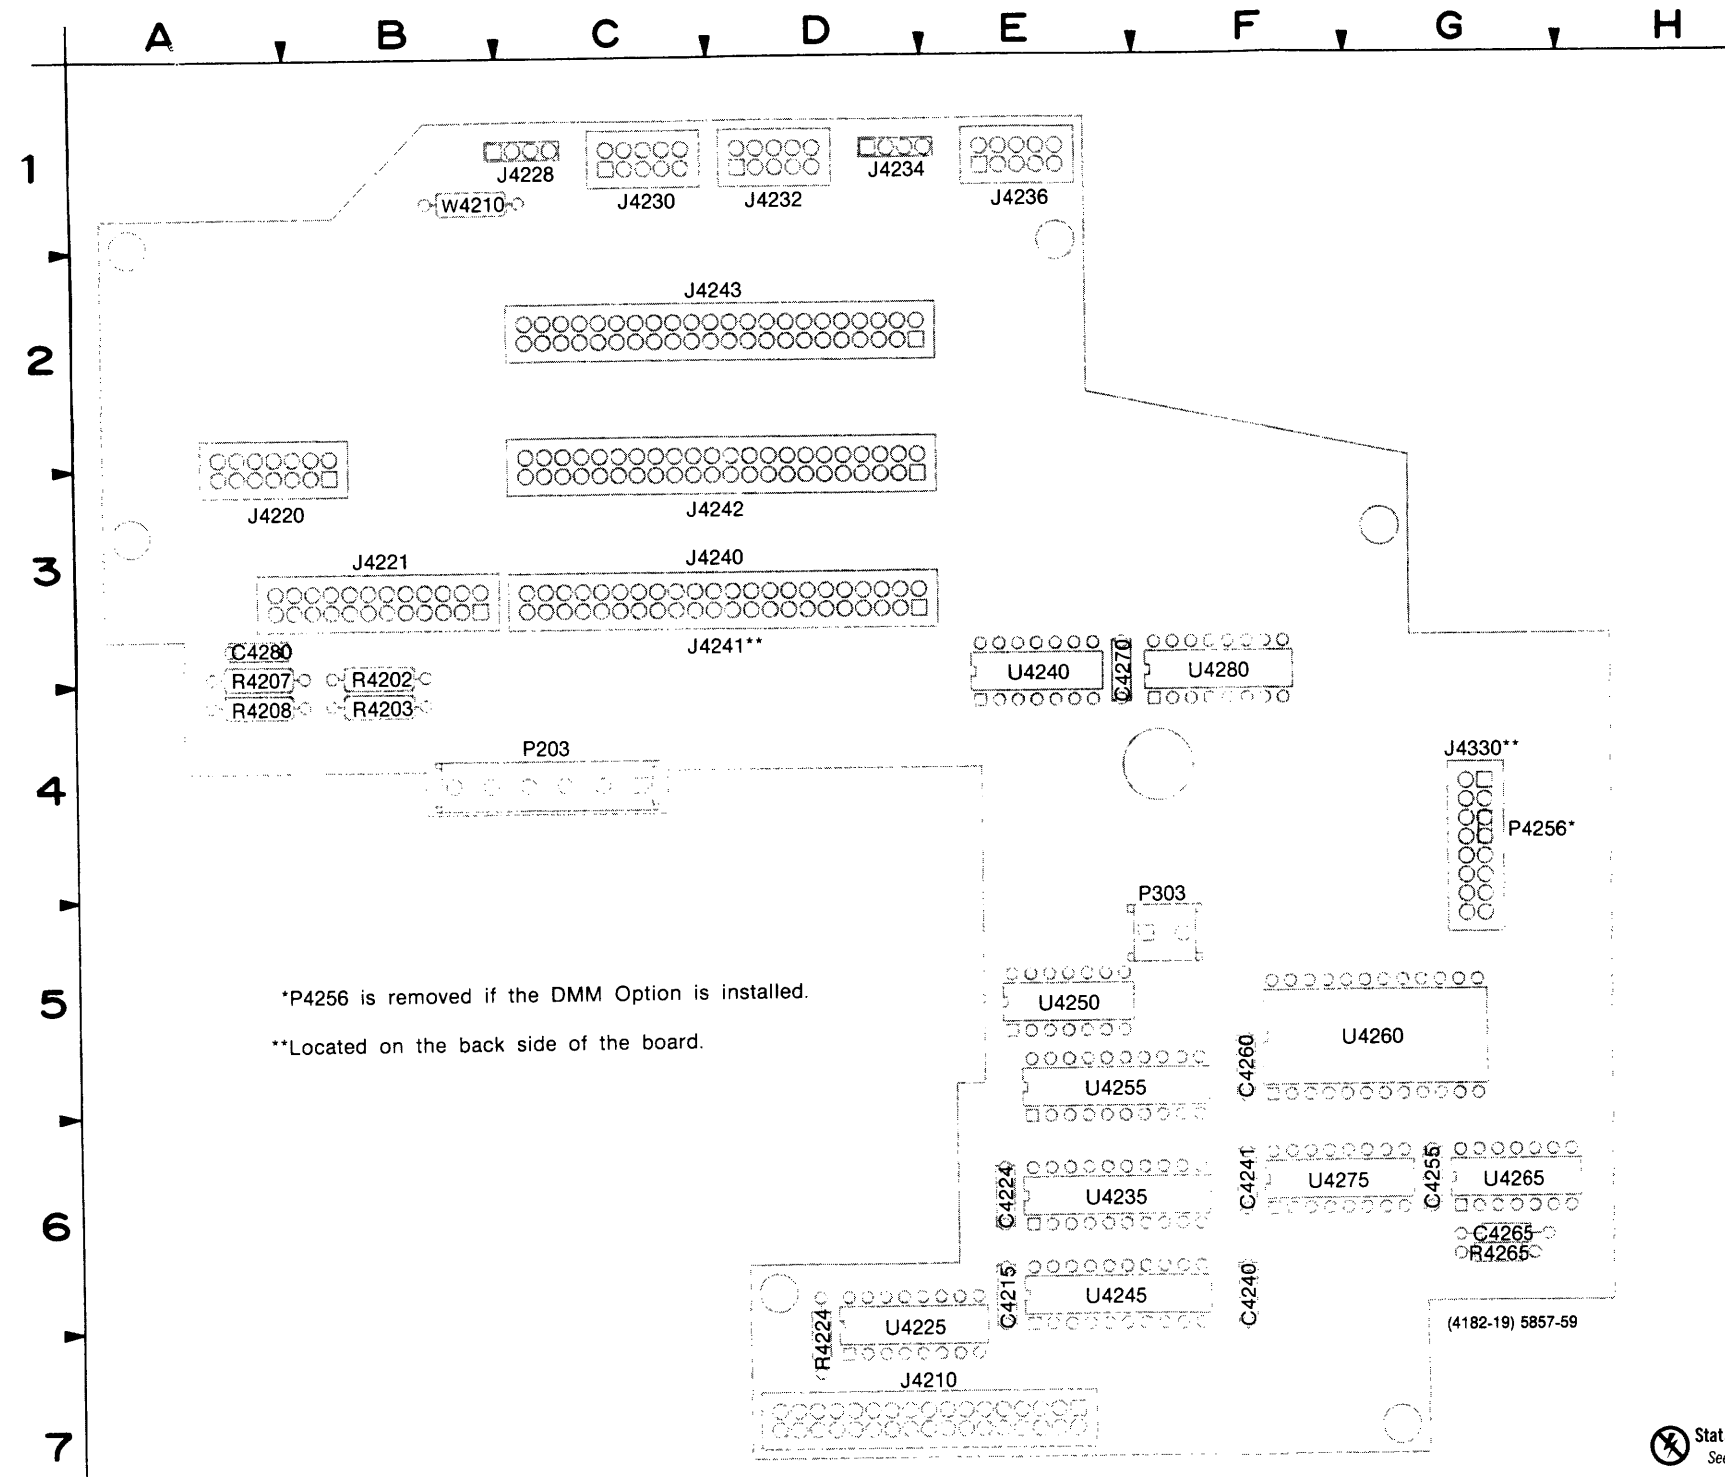 A B C D E F G H
1
J4228
J4230
J4232
J4234
J4236
W4210
J4243
2
J4220
J4242
3
J4221
J4240
J4241**
C4280
R4207
R4202
R4208
R4203
U4240
C4270
U4280
P203
4
J4330**
P4256*
P303
5
*P4256 is removed if the DMM Option is installed.
**Located on the back side of the board.
U4250
U4260
C4260
U4255
6
C4224
U4235
C4241
U4275
C4255
U4265
C4265
R4265
C4215
U4245
C4240
R4224
U4225
(4182-19) 5857-59
J4210
7
Stat
See